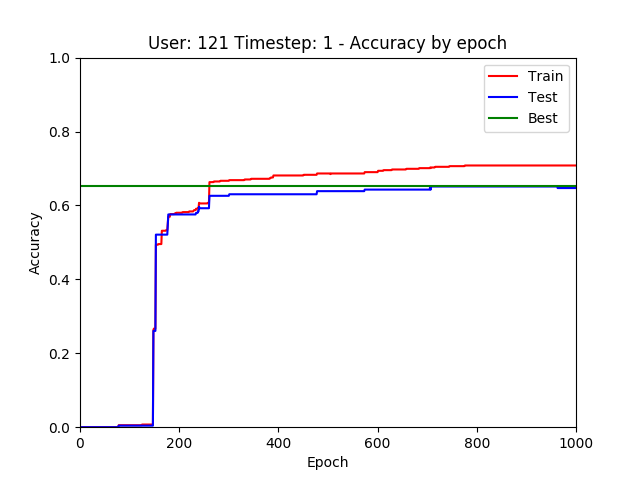 User: 121 Timestep: 1 - Accuracy by epoch
1.0
0.8
0.6
0.4
0.2
0.0
Accuracy
Train
Test
Best
0 200 400 600 800 1000
Epoch